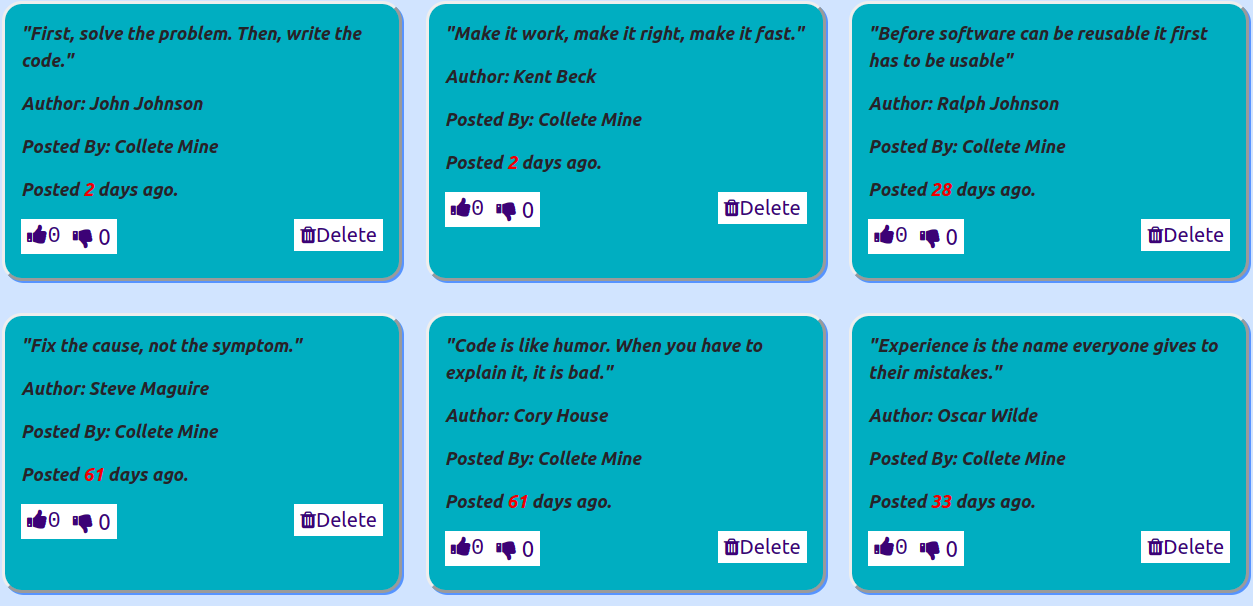 "First, solve the problem. Then, write the
code."
Author: John Johnson
Posted By: Collete Mine
Posted 2 days ago.
0 0 Delete
"Make it work, make it right, make it fast."
Author: Kent Beck
Posted By: Collete Mine
Posted 2 days ago.
0 0 Delete
"Before software can be reusable it first
has to be usable"
Author: Ralph Johnson
Posted By: Collete Mine
Posted 28 days ago.
0 0 Delete
"Fix the cause, not the symptom."
Author: Steve Maguire
Posted By: Collete Mine
Posted 61 days ago.
0 0 Delete
"Code is like humor. When you have to
explain it, it is bad."
Author: Cory House
Posted By: Collete Mine
Posted 61 days ago.
0 0 Delete
"Experience is the name everyone gives to
their mistakes."
Author: Oscar Wilde
Posted By: Collete Mine
Posted 33 days ago.
0 0 Delete